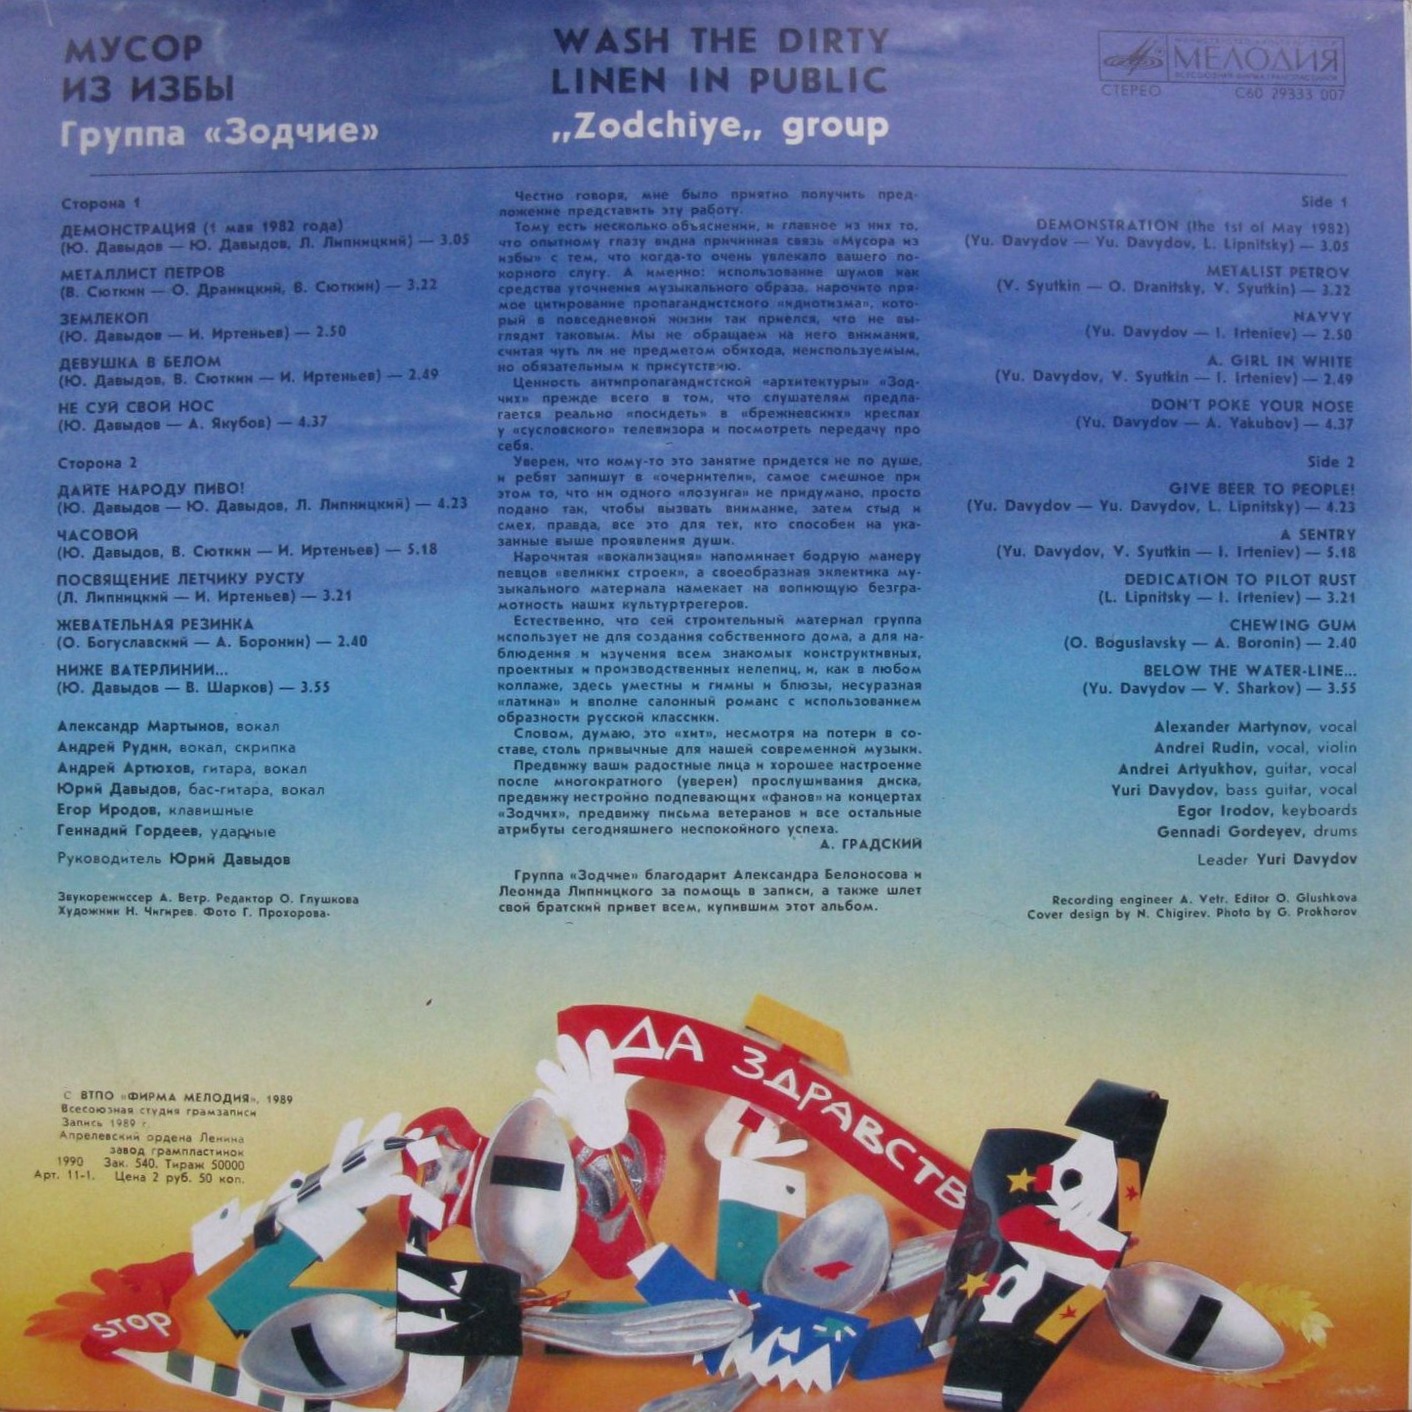 МУСОР
ИЗ ИЗБЫ
Группа «Зодчие»
WASH THE DIRTY
LINEN IN PUBLIC
„Zodchiye„ group
МЕЛОДИЯ
СТЕРЕО С60 29333 007
Сторона 1
ДЕМОНСТРАЦИЯ (1 мая 1982 года)
(Ю. Давыдов — Ю. Давыдов, Л. Липницкий) — 3.05
МЕТАЛЛИСТ ПЕТРОВ
(В. Сюткин — О. Драницкий, В. Сюткин) — 3.22
ЗЕМЛЕКОП
(Ю. Давыдов — И. Иртеньев) — 2.50
ДЕВУШКА В БЕЛОМ
(Ю. Давыдов, В. Сюткин — И. Иртеньев) — 2.49
НЕ СУЙ СВОЙ НОС
(Ю. Давыдов — А. Якубов) — 4.37
Сторона 2
ДАЙТЕ НАРОДУ ПИВО!
(Ю. Давыдов — Ю. Давыдов, Л. Липницкий) — 4.23
ЧАСОВОЙ
(Ю. Давыдов, В. Сюткин — И. Иртеньев) — 5.18
ПОСВЯЩЕНИЕ ЛЕТЧИКУ РУСТУ
(Л. Липницкий — И. Иртеньев) — 3.21
ЖЕВАТЕЛЬНАЯ РЕЗИНКА
(О. Богуславский — А. Боронин) — 2.40
НИЖЕ ВАТЕРЛИНИИ...
(Ю. Давыдов — В. Шарков) — 3.55
Александр Мартынов, вокал
Андрей Рудин, вокал, скрипка
Андрей Артюхов, гитара, вокал
Юрий Давыдов, бас-гитара, вокал
Егор Иродов, клавишные
Геннадий Гордеев, ударные
Руководитель Юрий Давыдов
Звукорежиссер А. Ветр. Редактор О. Глушкова
Художник Н. Чигирев. Фото Г. Прохорова.
Честно говоря, мне было приятно получить пред-
ложение представить эту работу.
Тому есть несколько объяснений, и главное из них то,
что опытному глазу видна причинная связь «Мусора из
избы» с тем, что когда-то очень увлекало вашего по-
корного слугу. А именно: использование шумов как
средства уточнения музыкального образа, нарочито пря-
мое цитирование пропагандистского «идиотизма», кото-
рый в повседневной жизни так приелся, что не вы-
глядит таковым. Мы не обращаем на него внимания,
считая чуть ли не предметом обихода, неиспользуемым,
но обязательным к присутствию.
Ценность антипропагандистской «архитектуры» «Зод-
чих» прежде всего в том, что слушателям предла-
гается реально «посидеть» в «брежневских» креслах
у «сусловского» телевизора и посмотреть передачу про
себя.
Уверен, что кому-то это занятие придется не по душе,
и ребят запишут в «очернители», самое смешное при
этом то, что ни одного «лозунга» не придумано, просто
подано так, чтобы вызвать внимание, затем стыд и
смех, правда, все это для тех, кто способен на ука-
занные выше проявления души.
Нарочитая «вокализация» напоминает бодрую манеру
певцов «великих строек», а своеобразная эклектика му-
зыкального материала намекает на вопиющую безгра-
мотность наших культуртрегеров.
Естественно, что сей строительный материал группа
использует не для создания собственного дома, а для на-
блюдения и изучения всем знакомых конструктивных,
проектных и производственных нелепиц, и, как в любом
коллаже, здесь уместны и гимны и блюзы, несуразная
«латина» и вполне салонный романс с использованием
образности русской классики.
Словом, думаю, это «хит», несмотря на потери в со-
ставе, столь привычные для нашей современной музыки.
Предвижу ваши радостные лица и хорошее настроение
после многократного (уверен) прослушивания диска,
предвижу нестройно подпевающих «фанов» на концертах
«Зодчих», предвижу письма ветеранов и все остальные
атрибуты сегодняшнего неспокойного успеха.
А. ГРАДСКИЙ
Группа «Зодчие» благодарит Александра Белоносова и
Леонида Липницкого за помощь в записи, а также шлет
свой братский привет всем, купившим этот альбом.
Side 1
DEMONSTRATION (the 1st of May 1982)
(Yu. Davydov — Yu. Davydov, L. Lipnitsky) — 3.05
METALIST PETROV
(V. Syutkin — O. Dranitsky, V. Syutkin) — 3.22
NAVVY
(Yu. Davydov — I. Irteniev) — 2.50
A. GIRL IN WHITE
(Yu. Davydov, V. Syutkin — I. Irteniev) — 2.49
DON'T POKE YOUR NOSE
(Yu. Davydov — A. Yakubov) — 4.37
Side 2
GIVE BEER TO PEOPLE!
(Yu. Davydov — Yu. Davydov, L. Lipnitsky) — 4.23
A SENTRY
(Yu. Davydov, V. Syutkin — I. Irteniev) — 5.18
DEDICATION TO PILOT RUST
(L. Lipnitsky — I. Irteniev) — 3.21
CHEWING GUM
(O. Boguslavsky — A. Boronin) — 2.40
BELOW THE WATER-LINE...
(Yu. Davydov — V. Sharkov) — 3.55
Alexander Martynov, vocal
Andrei Rudin, vocal, violin
Andrei Artyukhov, guitar, vocal
Yuri Davydov, bass guitar, vocal
Egor Irodov, keyboards
Gennadi Gordeyev, drums
Leader Yuri Davydov
Recording engineer A. Vetr. Editor O. Glushkova
Cover design by N. Chigirev. Photo by G. Prokhorov
С ВТПО «ФИРМА МЕЛОДИЯ», 1989
Всесоюзная студия грамзаписи
Запись 1989 г.
Апрелевский ордена Ленина
завод грампластинок
1990 Зак. 540. Тираж 50000
Арт. 11-1. Цена 2 руб. 50 коп.
ДА ЗДРАВСТВ
STOP